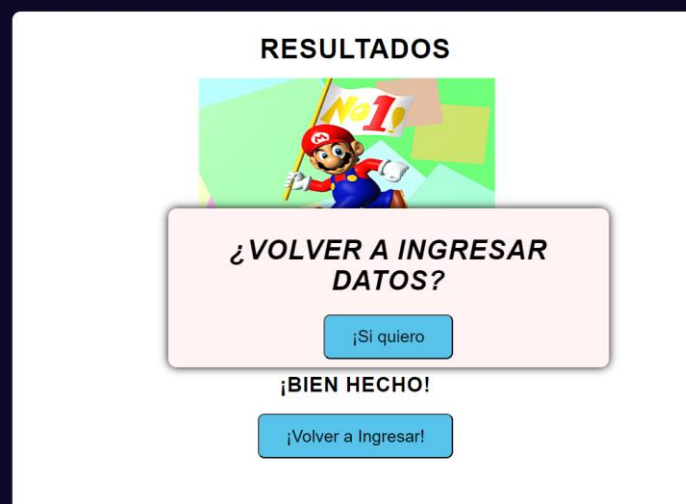 RESULTADOS
No1!
M
¿VOLVER A INGRESAR
DATOS?
¡Si quiero
¡BIEN HECHO!
¡Volver a Ingresar!